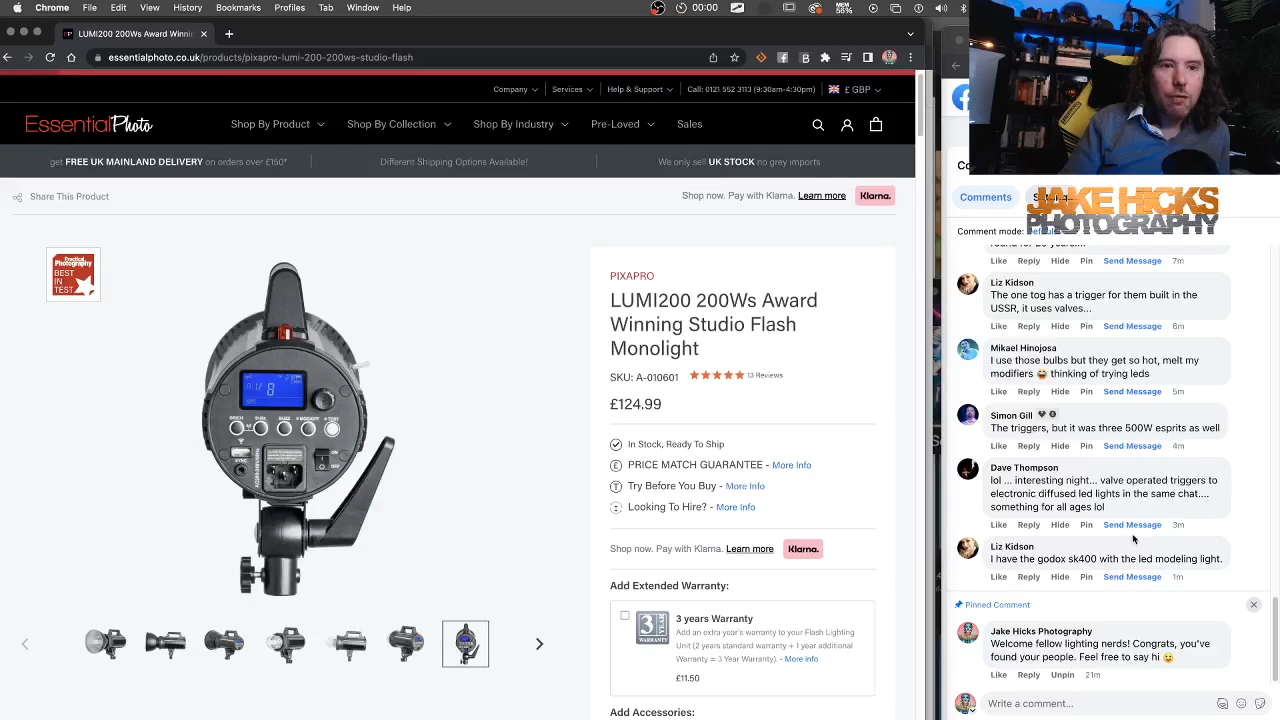 Chrome File Edit View History Bookmarks Profiles Tab Window Help
00:00
MEM
56%
LUMI200 200Ws Award Winnin
essentialphoto.co.uk/products/pixapro-lumi-200-200ws-studio-flash
Company Services Help & Support Call: 0121 552 3113 (9:30am-4:30pm) £ GBP
EssentialPhoto
Shop By Product Shop By Collection Shop By Industry Pre-Loved Sales
get FREE UK MAINLAND DELIVERY on orders over £150*
Different Shipping Options Available!
We only sell UK STOCK no grey imports
Share This Product
Shop now. Pay with Klarna. Learn more Klarna.
Practical
Photography
BEST
IN
TEST
PIXAPRO
LUMI200 200Ws Award
Winning Studio Flash
Monolight
SKU: A-010601
13 Reviews
£124.99
In Stock, Ready To Ship
PRICE MATCH GUARANTEE - More Info
Try Before You Buy - More Info
Looking To Hire? - More Info
Shop now. Pay with Klarna. Learn more Klarna.
Add Extended Warranty:
3 YEAR
WARRANTY
3 years Warranty
Add an extra year's warranty to your Flash Lighting
Unit (2 years standard warranty + 1 year additional
Warranty = 3 Year Warranty). - More info
£11.50
Add Accessories:
BUZZ
TEST
SYNC
ON
OFF
JAKE HICKS
PHOTOGRAPHY
Comments
Comment mode: Default
Like Reply Hide Pin Send Message 7m
Liz Kidson
The one tog has a trigger for them built in the
USSR, it uses valves...
Like Reply Hide Pin Send Message 6m
Mikael Hinojosa
I use those bulbs but they get so hot, melt my
modifiers 😂 thinking of trying leds
Like Reply Hide Pin Send Message 5m
Simon Gill
The triggers, but it was three 500W esprits as well
Like Reply Hide Pin Send Message 4m
Dave Thompson
lol ... interesting night... valve operated triggers to
electronic diffused led lights in the same chat....
something for all ages lol
Like Reply Hide Pin Send Message 3m
Liz Kidson
I have the godox sk400 with the led modeling light.
Like Reply Hide Pin Send Message 1m
Pinned Comment
Jake Hicks Photography
Welcome fellow lighting nerds! Congrats, you've
found your people. Feel free to say hi 😉
Like Reply Unpin 21m
Write a comment...